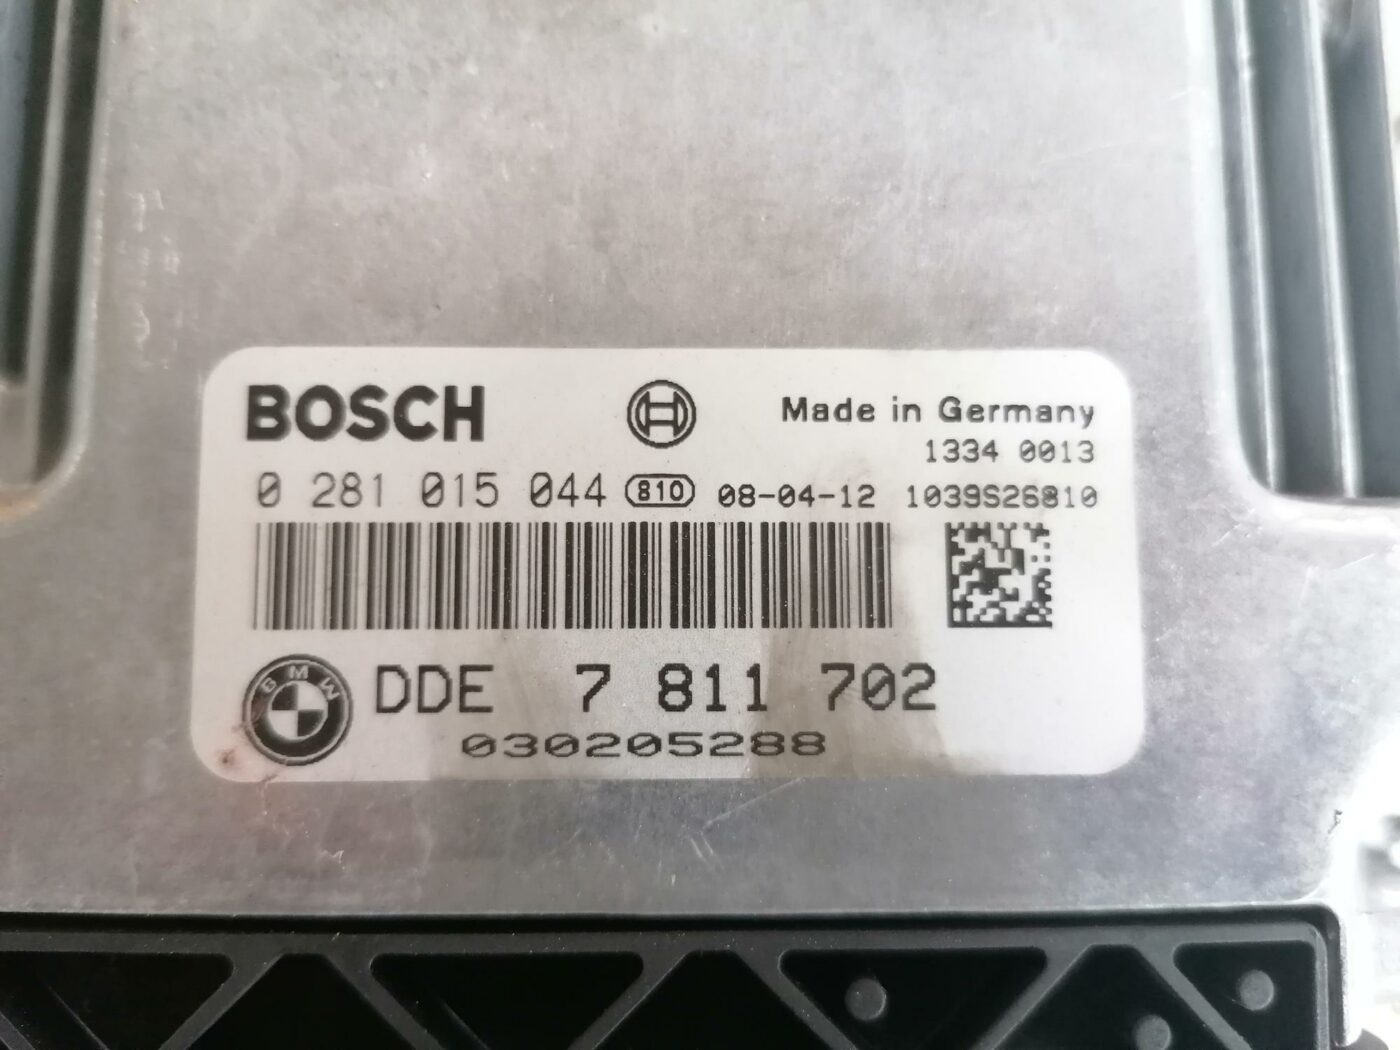 BOSCH Made in Germany
1334 0013
0 281 015 044 810 08-04-12 1039S26810
BMW DDE 7 811 702
030205288